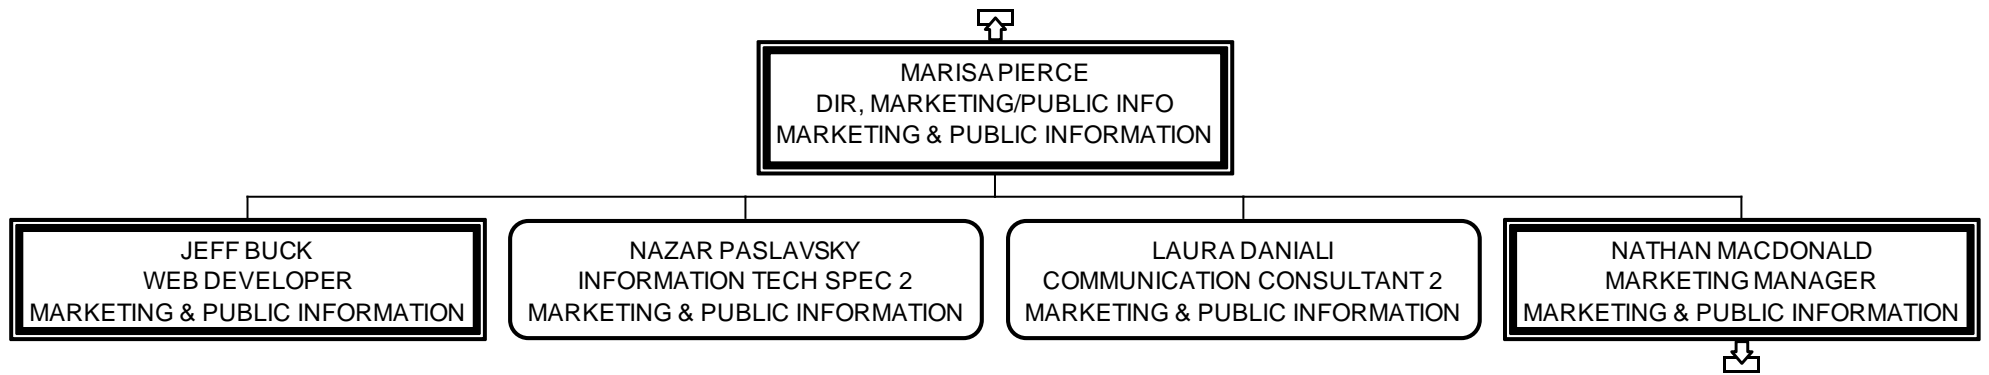 MARISA PIERCE
DIR, MARKETING/PUBLIC INFO
MARKETING & PUBLIC INFORMATION
JEFF BUCK
WEB DEVELOPER
MARKETING & PUBLIC INFORMATION
NAZAR PASLAVSKY
INFORMATION TECH SPEC 2
MARKETING & PUBLIC INFORMATION
LAURA DANIALI
COMMUNICATION CONSULTANT 2
MARKETING & PUBLIC INFORMATION
NATHAN MACDONALD
MARKETING MANAGER
MARKETING & PUBLIC INFORMATION